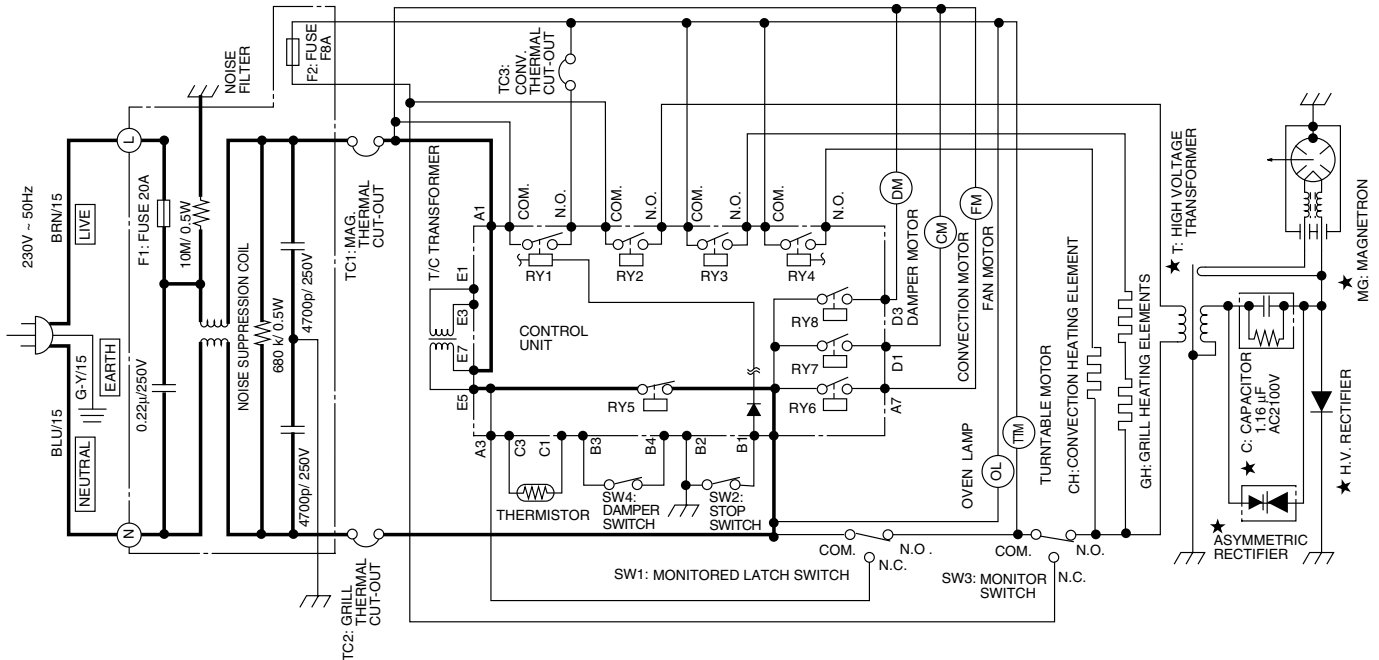 230V ~ 50Hz
BRN/15
LIVE
L
BLU/15
NEUTRAL
N
G-Y/15
EARTH
F1: FUSE 20A
10M/ 0.5W
0.22µ/250V
NOISE
FILTER
NOISE SUPPRESSION COIL
680 k/ 0.5W
4700p/ 250V
4700p/ 250V
F2: FUSE
F8A
TC1: MAG.
THERMAL
CUT-OUT
TC2: GRILL
THERMAL
CUT-OUT
TC3:
CONV.
THERMAL
CUT-OUT
T/C TRANSFORMER
A1
E1
E3
E7
E5
CONTROL
UNIT
COM.
N.O.
RY1
COM.
N.O.
RY2
COM.
N.O.
RY3
COM.
N.O.
RY4
RY5
RY8
RY7
RY6
D3
D1
A7
A3
C3
C1
B3
B4
B2
B1
THERMISTOR
SW4:
DAMPER
SWITCH
SW2:
STOP
SWITCH
DM
DAMPER MOTOR
CM
CONVECTION MOTOR
FM
FAN MOTOR
OVEN LAMP
OL
TURNTABLE MOTOR
TTM
CH: CONVECTION HEATING ELEMENT
GH: GRILL HEATING ELEMENTS
COM.
N.O.
N.C.
SW1: MONITORED LATCH SWITCH
COM.
N.O.
N.C.
SW3: MONITOR
SWITCH
★ T: HIGH VOLTAGE
TRANSFORMER
★ C: CAPACITOR
1.16 µF
AC2100V
★ ASYMMETRIC
RECTIFIER
★ H.V. RECTIFIER
★ MG: MAGNETRON